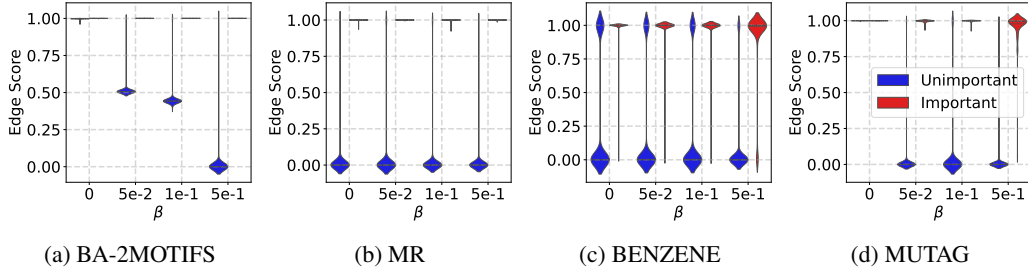 Edge Score
1.00
0.75
0.50
0.25
0.00
0 5e-2 1e-1 5e-1
β
(a) BA-2MOTIFS
Edge Score
1.00
0.75
0.50
0.25
0.00
0 5e-2 1e-1 5e-1
β
(b) MR
Edge Score
1.00
0.75
0.50
0.25
0.00
0 5e-2 1e-1 5e-1
β
(c) BENZENE
Edge Score
1.00
0.75
0.50
0.25
0.00
Unimportant
Important
0 5e-2 1e-1 5e-1
β
(d) MUTAG